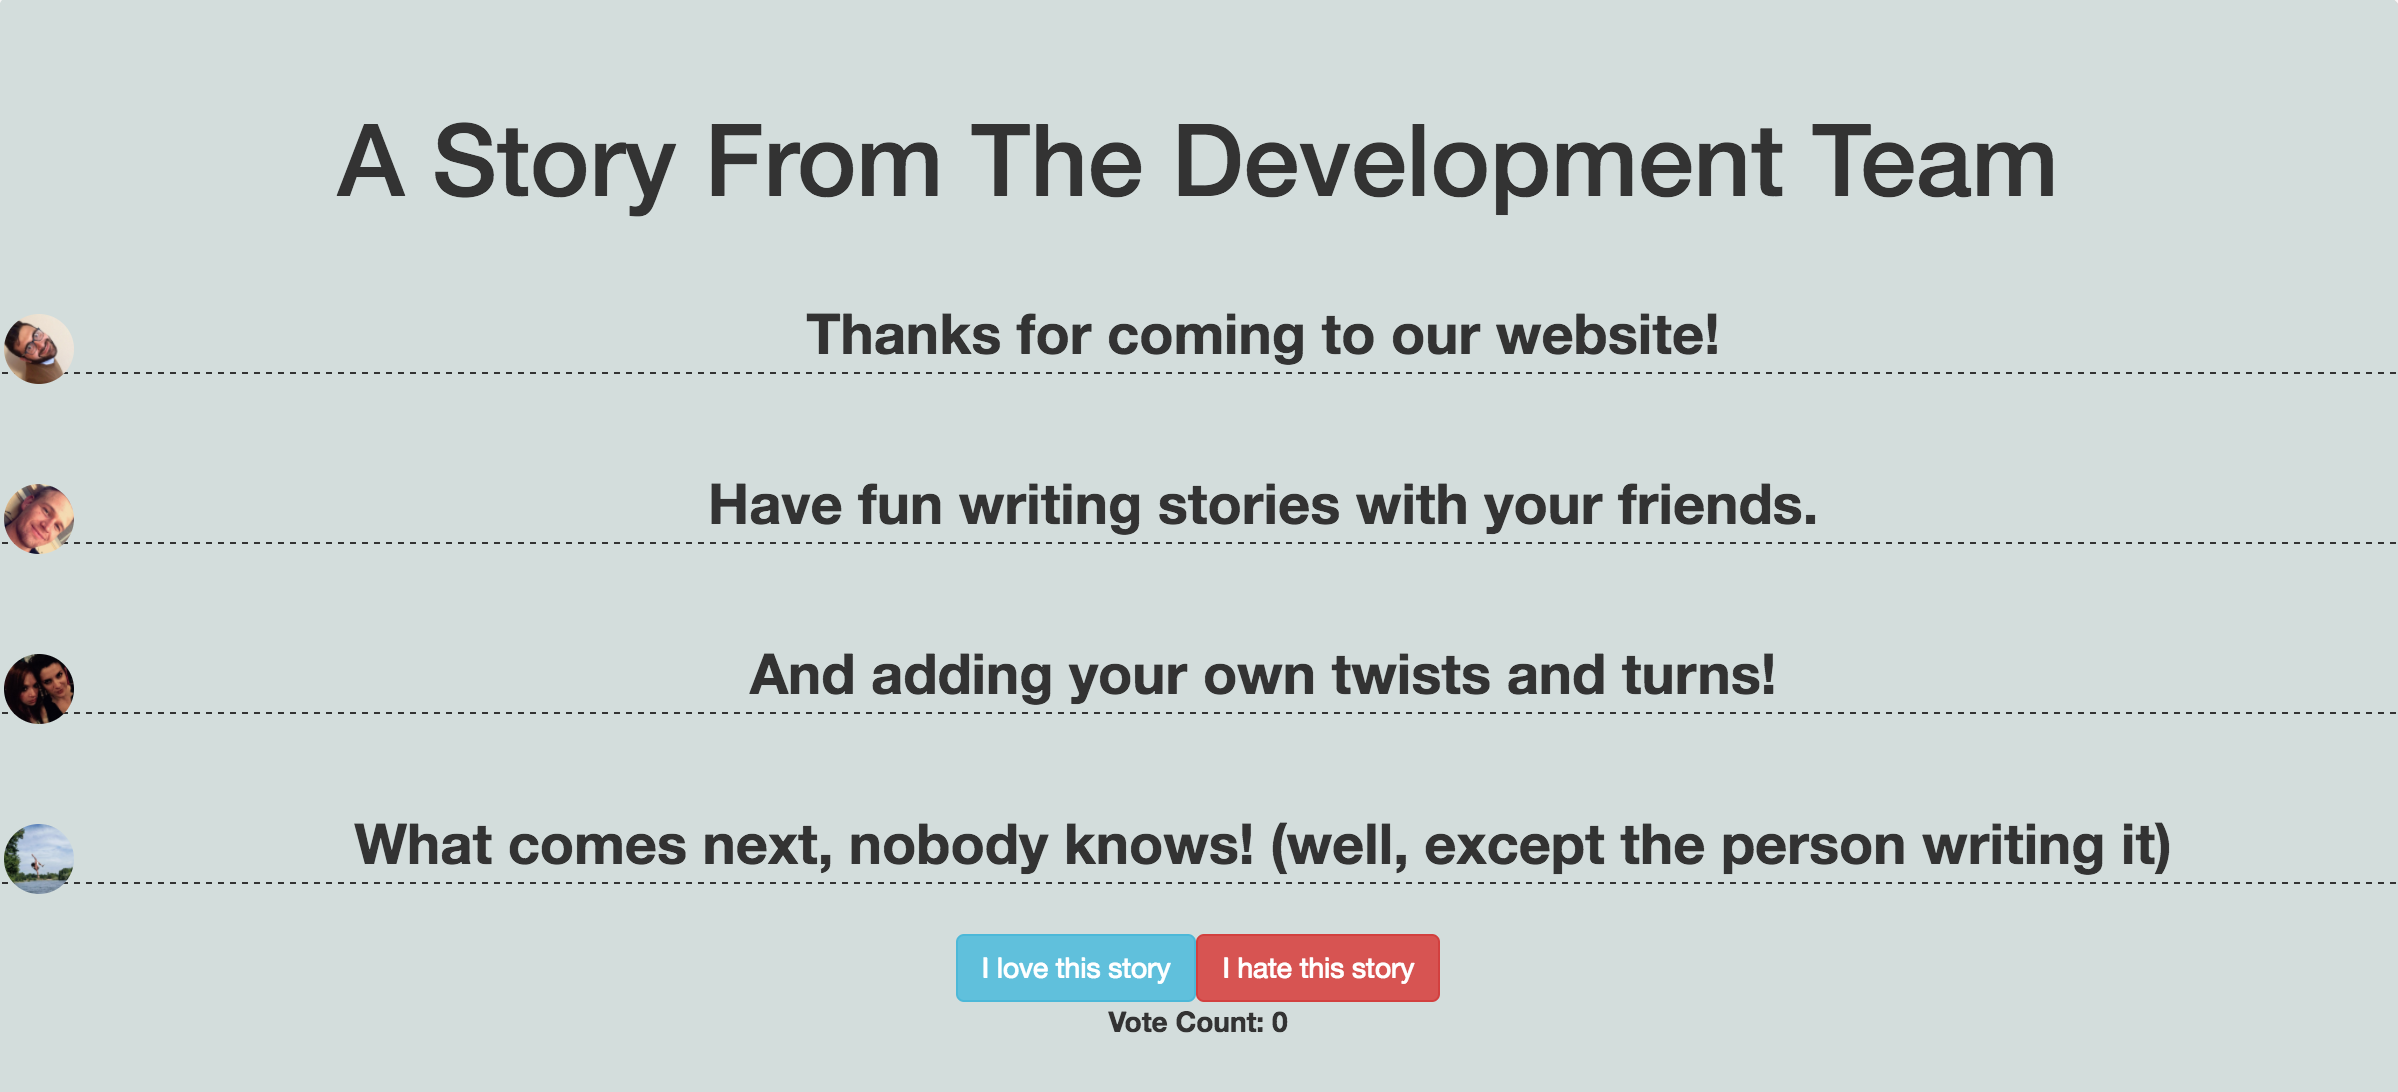 A Story From The Development Team
Thanks for coming to our website!
Have fun writing stories with your friends.
And adding your own twists and turns!
What comes next, nobody knows! (well, except the person writing it)
I love this story
I hate this story
Vote Count: 0